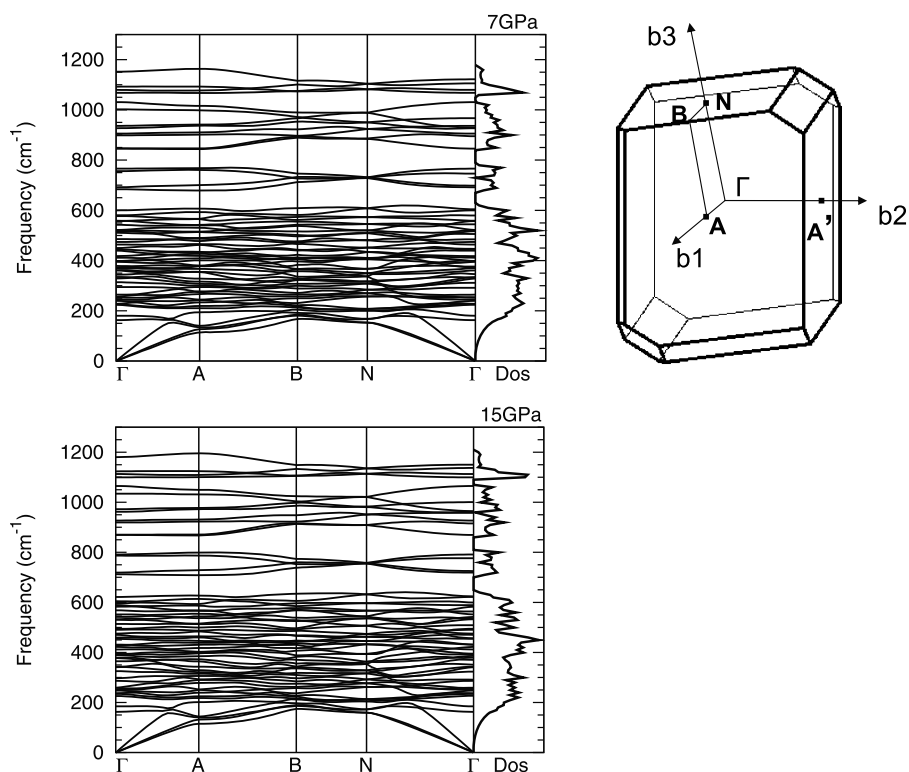 7GPa
1200
1000
800
600
400
200
0
Frequency (cm-1)
Γ A B N Γ Dos
b3
B N
Γ
A
A’
b2
b1
15GPa
1200
1000
800
600
400
200
0
Frequency (cm-1)
Γ A B N Γ Dos